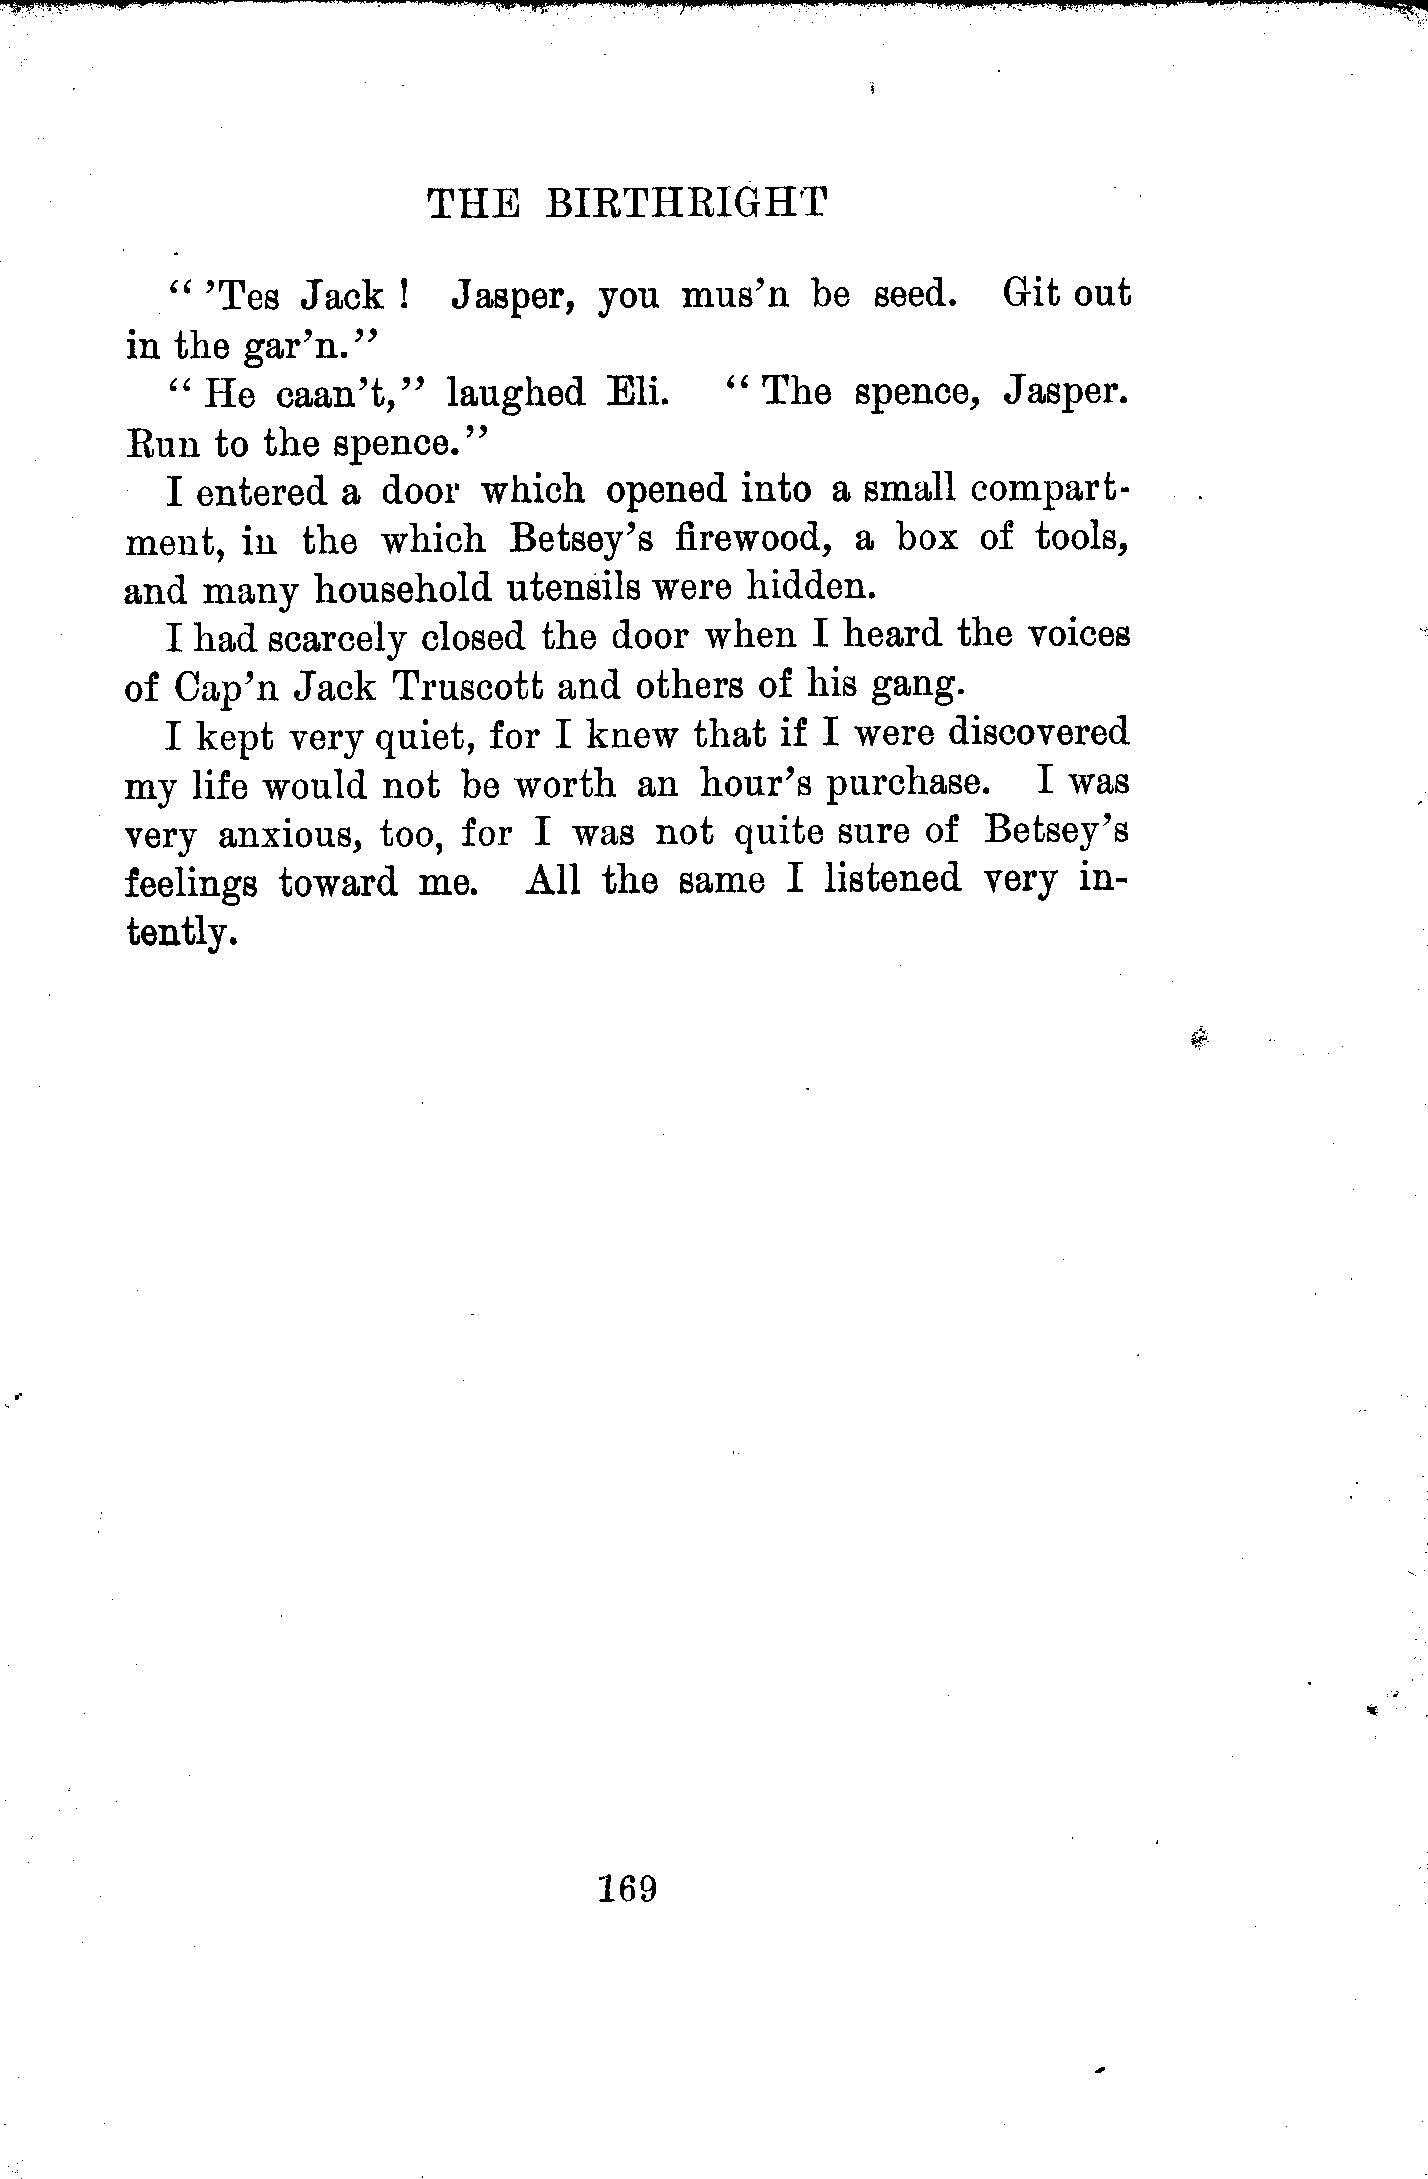 THE BIRTHRIGHT
“ ’Tes Jack ! Jasper, you mus’n be seed. Git out
in the gar’n.”
“ He caan’t,” laughed Eli. “ The spence, Jasper.
Run to the spence.”
I entered a door which opened into a small compart-
ment, in the which Betsey’s firewood, a box of tools,
and many household utensils were hidden.
I had scarcely closed the door when I heard the voices
of Cap’n Jack Truscott and others of his gang.
I kept very quiet, for I knew that if I were discovered
my life would not be worth an hour’s purchase. I was
very anxious, too, for I was not quite sure of Betsey’s
feelings toward me. All the same I listened very in-
tently.
169